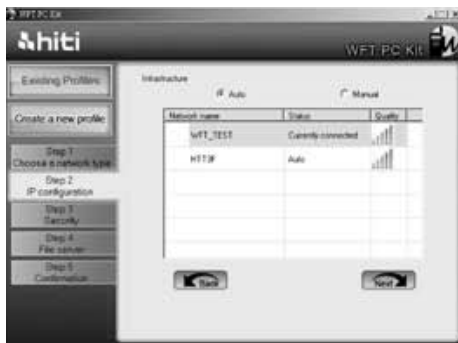 WFT PC Kit
hiti
WFT PC Kit
Existing Profiles
Create a new profile
Step 1
Choose a network type
Step 2
IP configuration
Step 3
Security
Step 4
File server
Step 5
Confirmation
Infrastructure
Auto
Manual
Network name Status Quality
WFT_TEST Currently connected
Auto
Back
Next